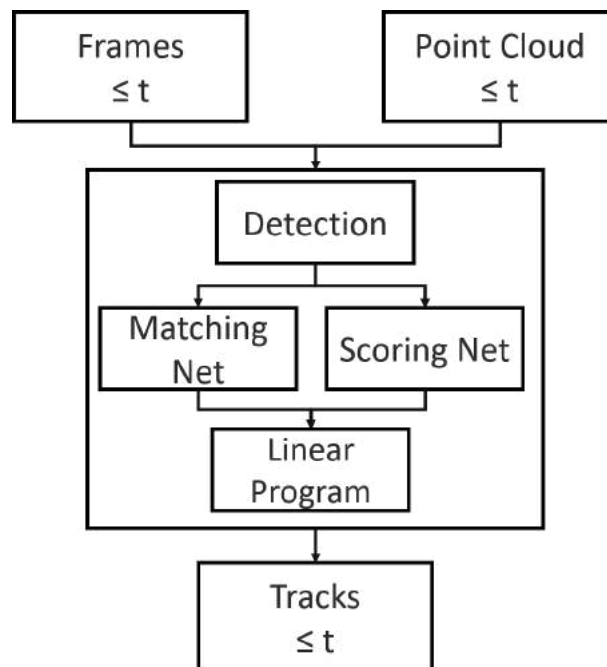 Frames
≤ t
Point Cloud
≤ t
Detection
Matching
Net
Scoring Net
Linear
Program
Tracks
≤ t